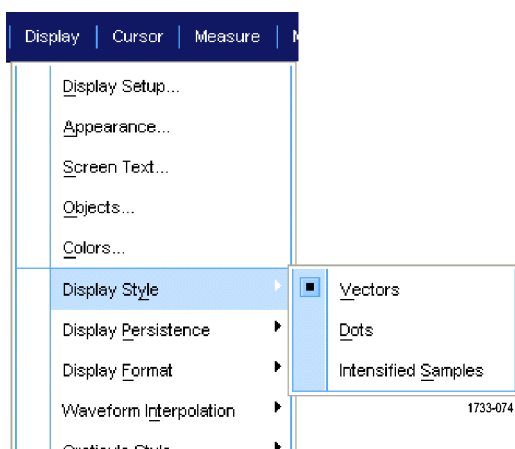 Display | Cursor | Measure |
Display Setup...
Appearance...
Screen Text...
Objects...
Colors...
Display Style
Vectors
Display Persistence
Dots
Display Format
Intensified Samples
Waveform Interpolation
1733-074